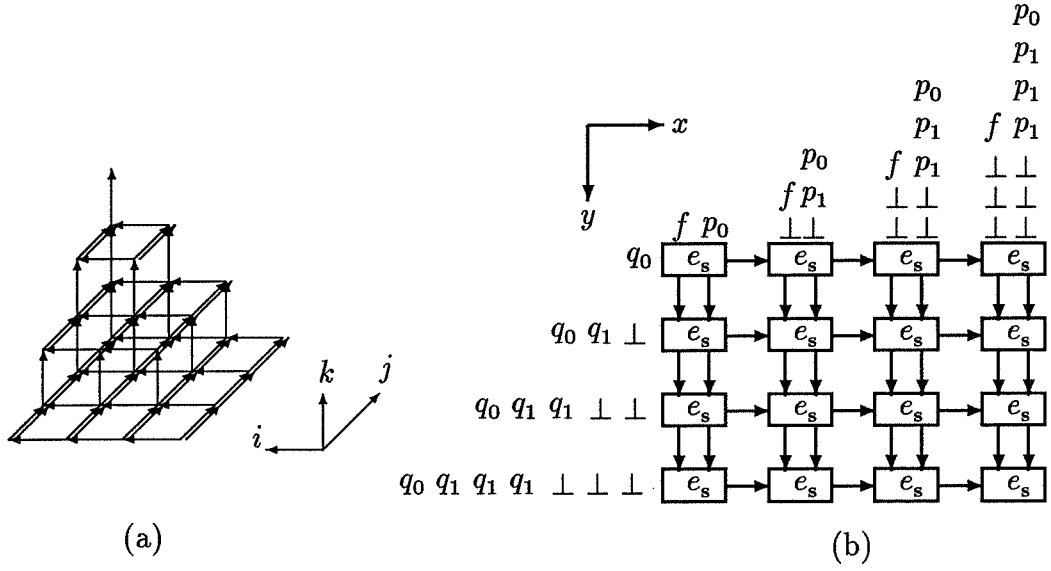 p₀
p₁
p₀ p₁
x p₁ f p₁
p₀ f p₁ ⊥ ⊥
f p₁ ⊥ ⊥ ⊥ ⊥
y f p₀ ⊥ ⊥ ⊥ ⊥ ⊥ ⊥
q₀ eₛ eₛ eₛ eₛ
q₀ q₁ ⊥ eₛ eₛ eₛ eₛ
k j
q₀ q₁ q₁ ⊥ ⊥ eₛ eₛ eₛ eₛ
i
q₀ q₁ q₁ q₁ ⊥ ⊥ ⊥ eₛ eₛ eₛ eₛ
(a) (b)